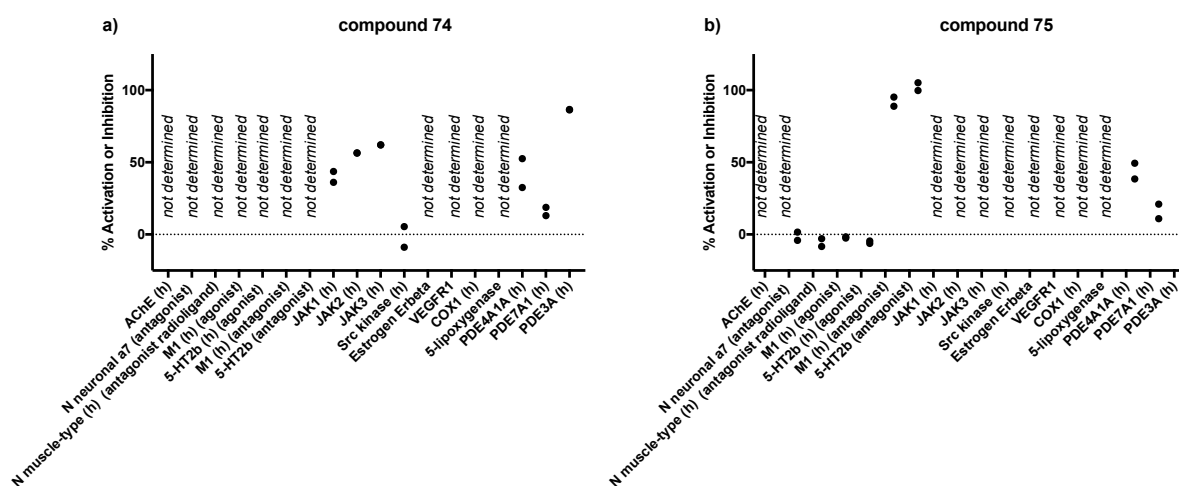 a)
compound 74
% Activation or Inhibition
100
50
0
not determined
not determined
not determined
not determined
not determined
not determined
not determined
not determined
not determined
not determined
not determined
AChE (h)
N neuronal a7 (antagonist)
N muscle-type (h) (antagonist radioligand)
M1 (h) (agonist)
5-HT2b (h) (agonist)
M1 (h) (antagonist)
5-HT2b (antagonist)
JAK1 (h)
JAK2 (h)
JAK3 (h)
Src kinase (h)
Estrogen Erbeta
VEGFR1
COX1 (h)
5-lipoxygenase
PDE4A1A (h)
PDE7A1 (h)
PDE3A (h)
b)
compound 75
% Activation or Inhibition
100
50
0
not determined
not determined
not determined
not determined
not determined
not determined
not determined
not determined
not determined
not determined
AChE (h)
N neuronal a7 (antagonist)
N muscle-type (h) (antagonist radioligand)
M1 (h) (agonist)
5-HT2b (h) (agonist)
M1 (h) (antagonist)
5-HT2b (antagonist)
JAK1 (h)
JAK2 (h)
JAK3 (h)
Src kinase (h)
Estrogen Erbeta
VEGFR1
COX1 (h)
5-lipoxygenase
PDE4A1A (h)
PDE7A1 (h)
PDE3A (h)